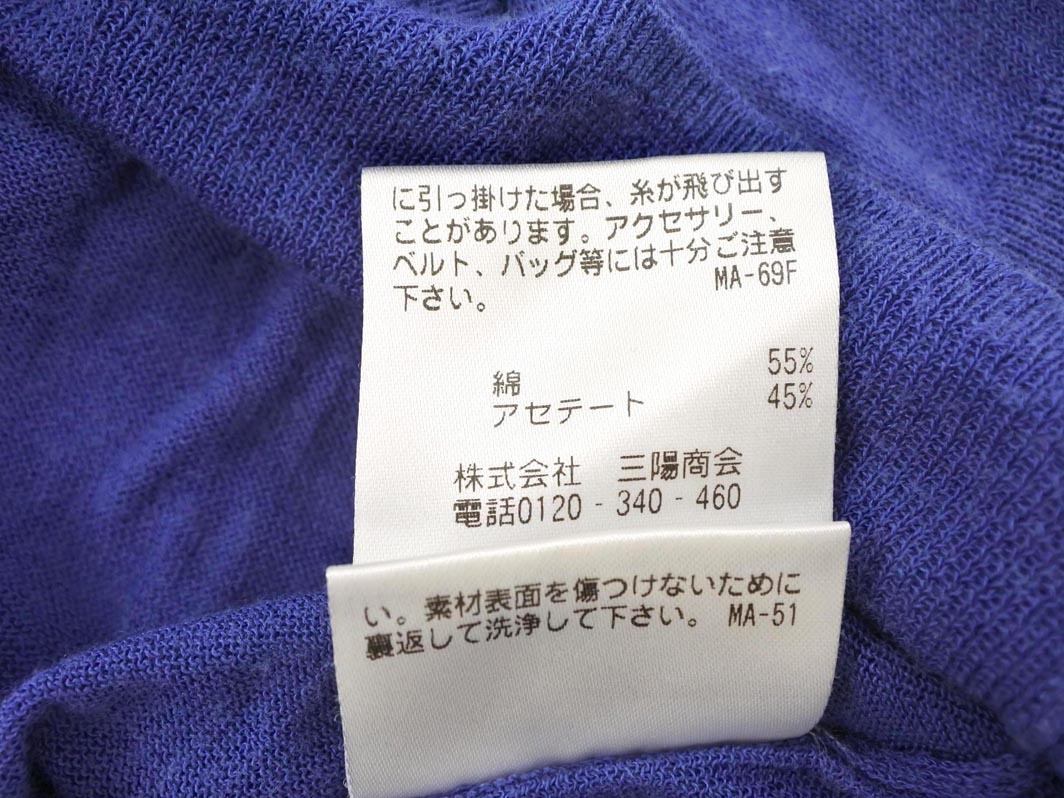 に引っ掛けた場合、糸が飛び出す
ことがあります。アクセサリー、
ベルト、バッグ等には十分ご注意
下さい。 MA-69F
綿 55%
アセテート 45%
株式会社 三陽商会
電話0120-340-460
い。素材表面を傷つけないために
裏返して洗浄して下さい。 MA-51